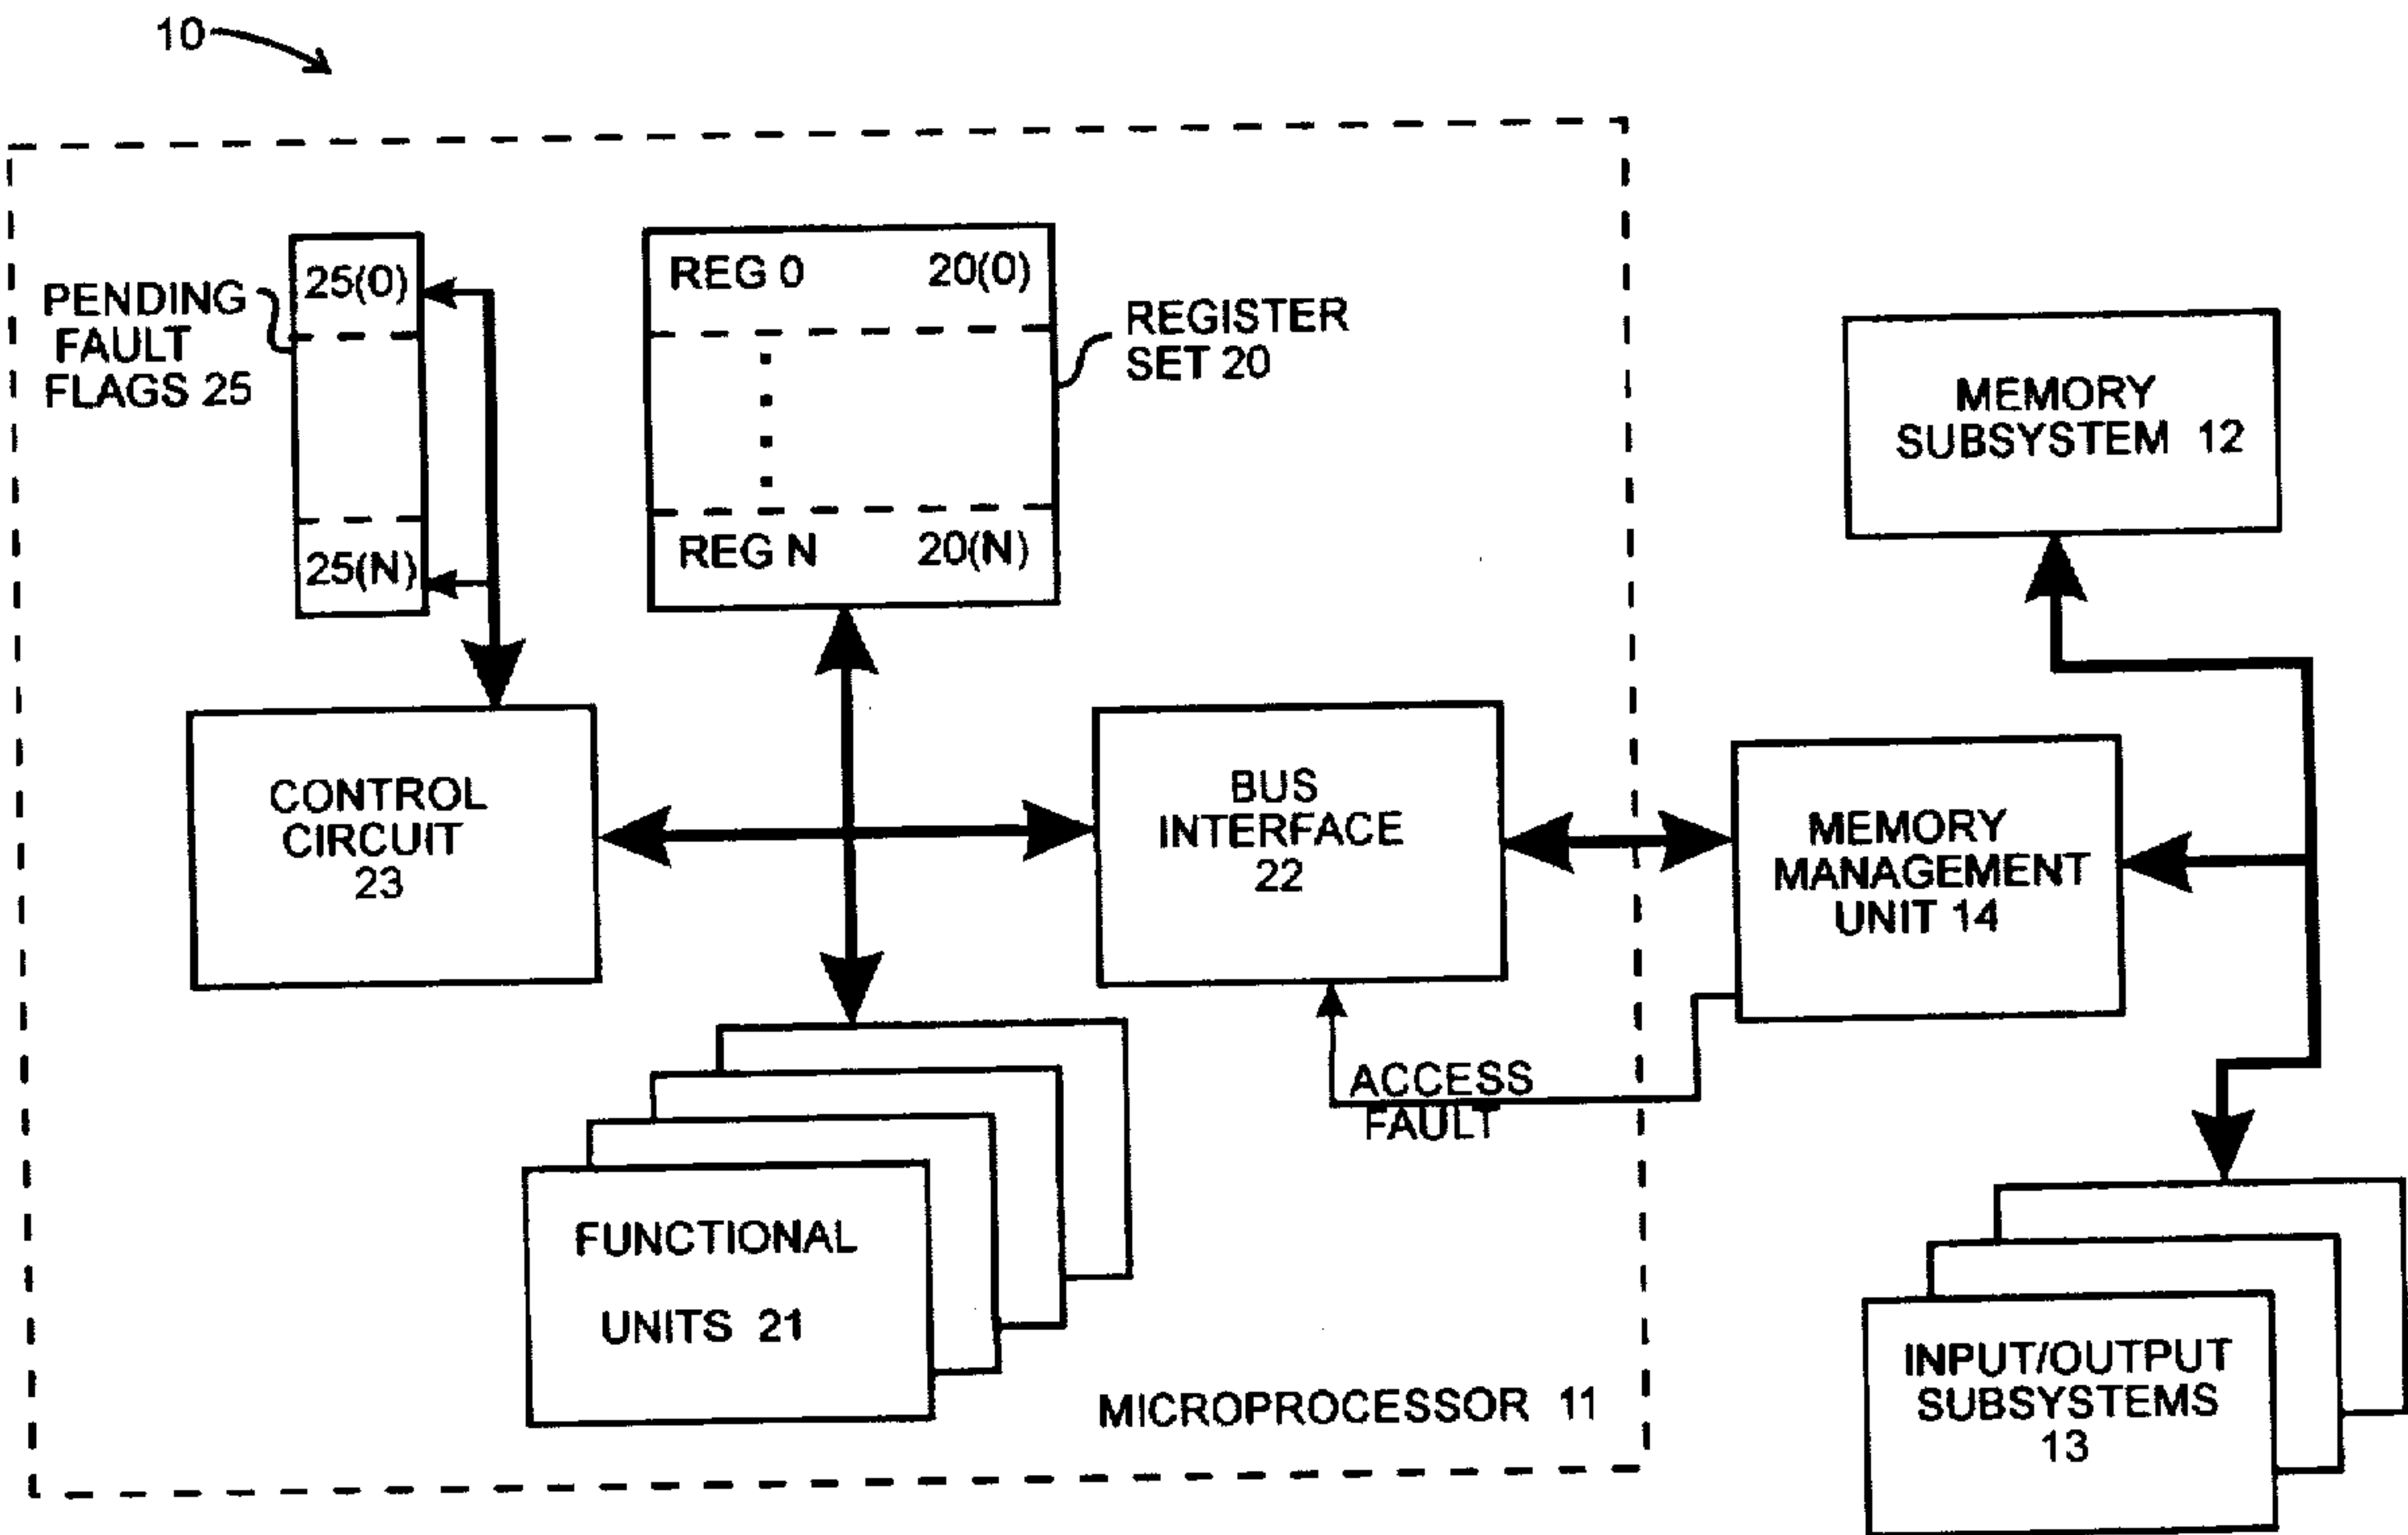 10
25(0)
PENDING
FAULT
FLAGS 25
25(N)
REG 0 20(0)
REG N 20(N)
REGISTER
SET 20
MEMORY
SUBSYSTEM 12
CONTROL
CIRCUIT
23
BUS
INTERFACE
22
MEMORY
MANAGEMENT
UNIT 14
ACCESS
FAULT
FUNCTIONAL
UNITS 21
MICROPROCESSOR 11
INPUT/OUTPUT
SUBSYSTEMS
13